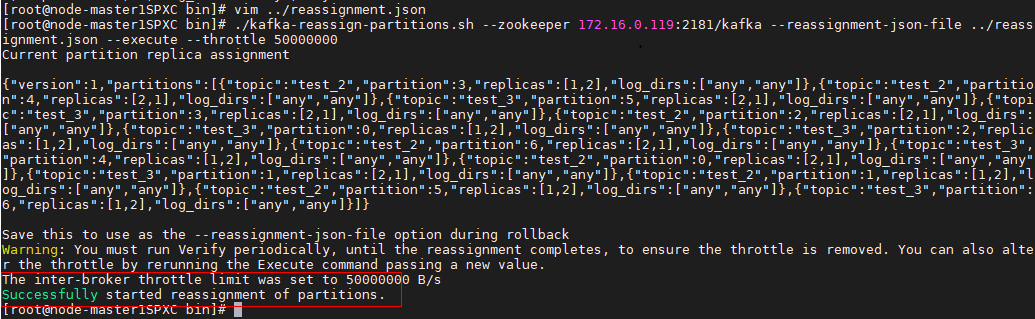 [root@node-master1SPXC bin]# vim ../reassignment.json
[root@node-master1SPXC bin]# ./kafka-reassign-partitions.sh --zookeeper 172.16.0.119:2181/kafka --reassignment-json-file ../reass
ignment.json --execute --throttle 50000000
Current partition replica assignment
{"version":1,"partitions":[{"topic":"test_2","partition":3,"replicas":[1,2],"log_dirs":["any","any"]},{"topic":"test_2","partitio
n":4,"replicas":[2,1],"log_dirs":["any","any"]},{"topic":"test_3","partition":5,"replicas":[2,1],"log_dirs":["any","any"]},{"topi
c":"test_3","partition":3,"replicas":[2,1],"log_dirs":["any","any"]},{"topic":"test_2","partition":2,"replicas":[2,1],"log_dirs":
["any","any"]},{"topic":"test_3","partition":0,"replicas":[1,2],"log_dirs":["any","any"]},{"topic":"test_3","partition":2,"replic
as":[1,2],"log_dirs":["any","any"]},{"topic":"test_2","partition":6,"replicas":[2,1],"log_dirs":["any","any"]},{"topic":"test_3",
"partition":4,"replicas":[1,2],"log_dirs":["any","any"]},{"topic":"test_2","partition":0,"replicas":[2,1],"log_dirs":["any","any"
]},{"topic":"test_3","partition":1,"replicas":[2,1],"log_dirs":["any","any"]},{"topic":"test_2","partition":1,"replicas":[1,2],"l
og_dirs":["any","any"]},{"topic":"test_2","partition":5,"replicas":[1,2],"log_dirs":["any","any"]},{"topic":"test_3","partition":
6,"replicas":[1,2],"log_dirs":["any","any"]}]}
Save this to use as the --reassignment-json-file option during rollback
Warning: You must run Verify periodically, until the reassignment completes, to ensure the throttle is removed. You can also alte
r the throttle by rerunning the Execute command passing a new value.
The inter-broker throttle limit was set to 50000000 B/s
Successfully started reassignment of partitions.
[root@node-master1SPXC bin]#